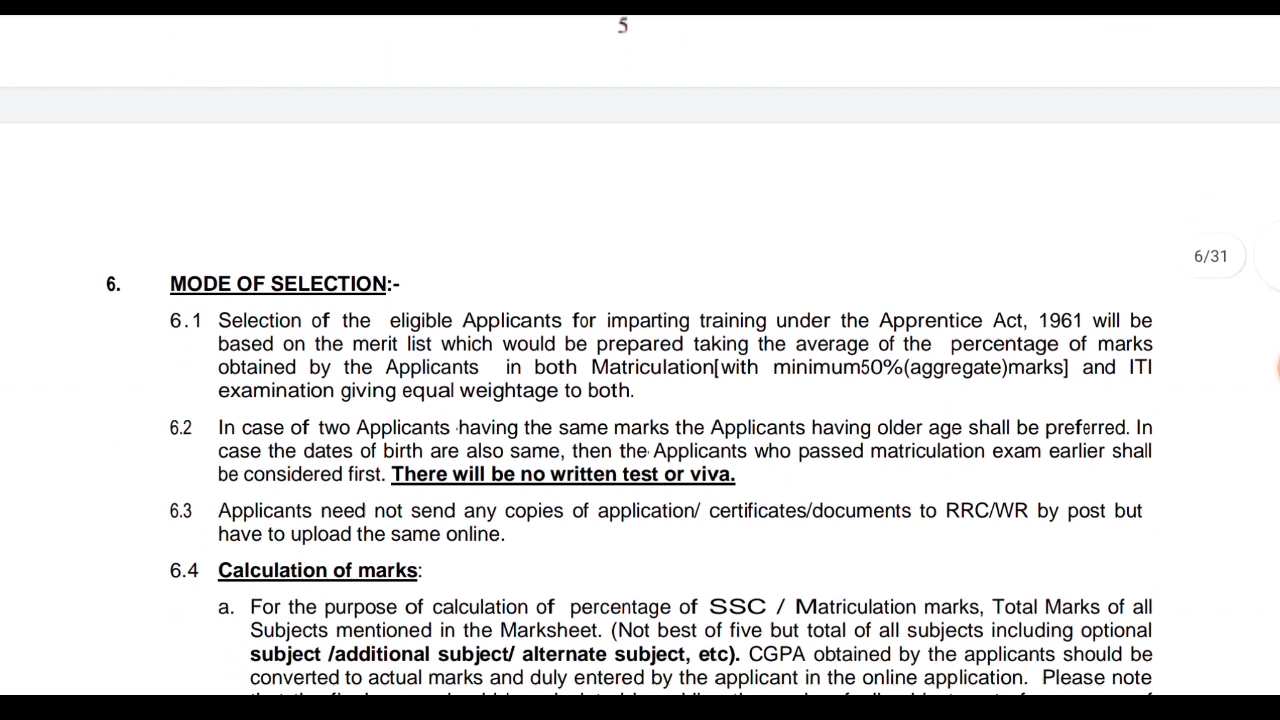 5
6/31
6. MODE OF SELECTION:-
6.1 Selection of the eligible Applicants for imparting training under the Apprentice Act, 1961 will be
based on the merit list which would be prepared taking the average of the percentage of marks
obtained by the Applicants in both Matriculation[with minimum50%(aggregate)marks] and ITI
examination giving equal weightage to both.
6.2 In case of two Applicants having the same marks the Applicants having older age shall be preferred. In
case the dates of birth are also same, then the Applicants who passed matriculation exam earlier shall
be considered first. There will be no written test or viva.
6.3 Applicants need not send any copies of application/ certificates/documents to RRC/WR by post but
have to upload the same online.
6.4 Calculation of marks:
a. For the purpose of calculation of percentage of SSC / Matriculation marks, Total Marks of all
Subjects mentioned in the Marksheet. (Not best of five but total of all subjects including optional
subject /additional subject/ alternate subject, etc). CGPA obtained by the applicants should be
converted to actual marks and duly entered by the applicant in the online application. Please note